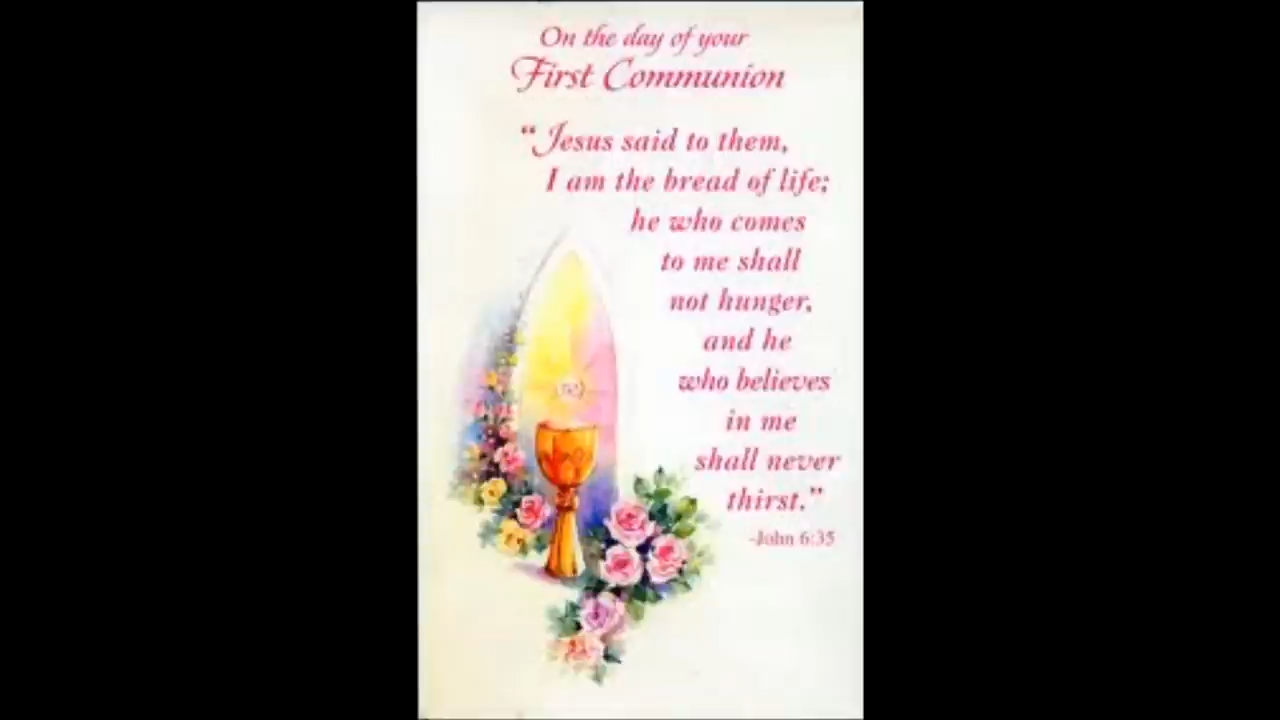 On the day of your
First Communion
“Jesus said to them,
I am the bread of life;
he who comes
to me shall
not hunger,
and he
who believes
in me
shall never
thirst.”
-John 6:35